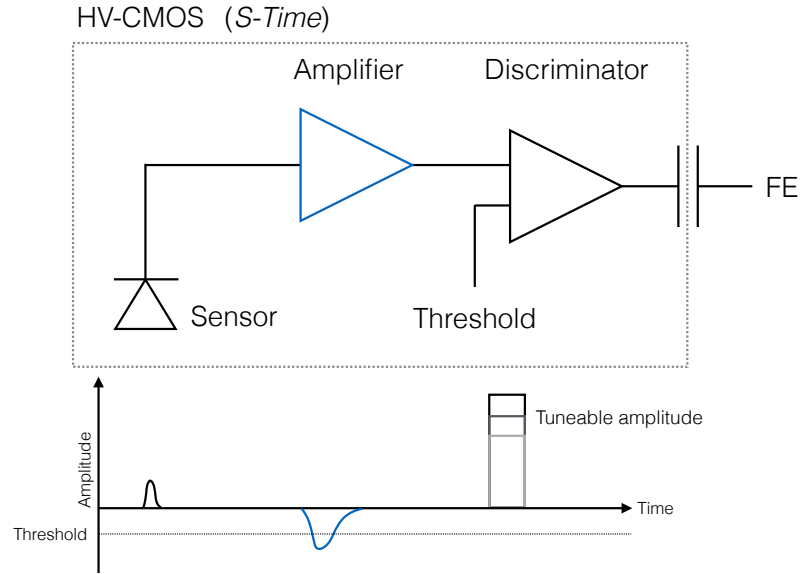 HV-CMOS (S-Time)
Amplifier
Discriminator
FE
Sensor
Threshold
Amplitude
Tuneable amplitude
Time
Threshold